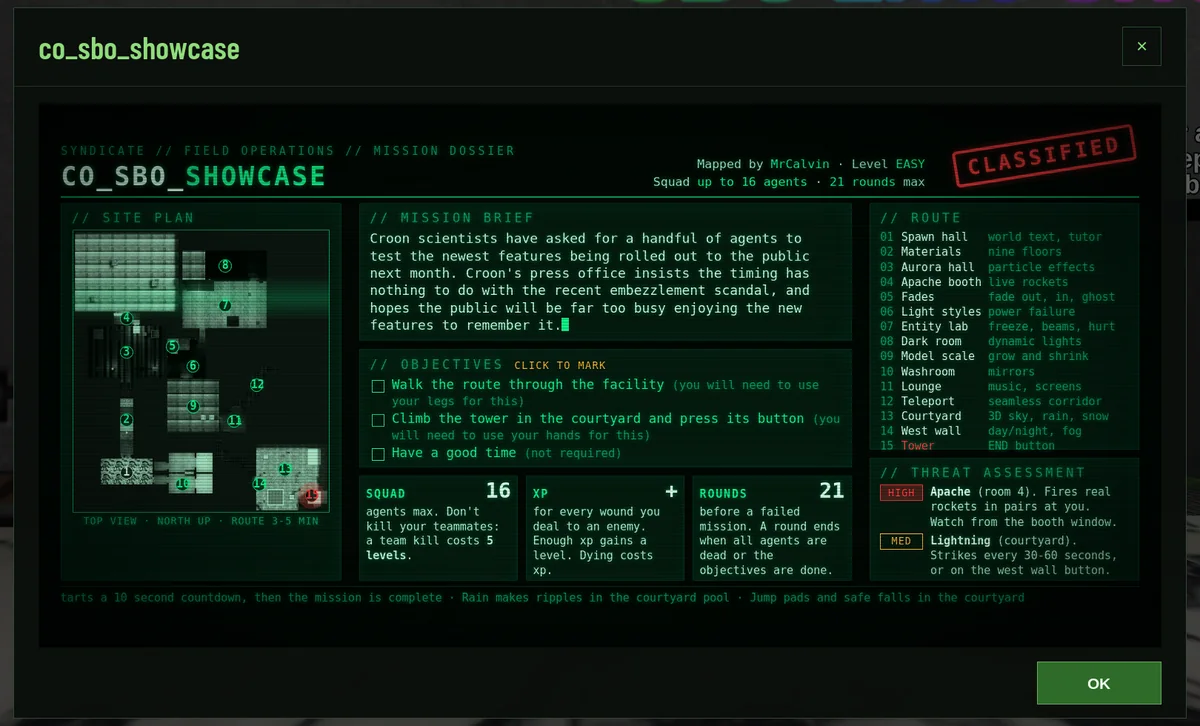 co_sbo_showcase
×
SYNDICATE // FIELD OPERATIONS // MISSION DOSSIER
CO_SBO_SHOWCASE
Mapped by MrCalvin · Level EASY
Squad up to 16 agents · 21 rounds max
CLASSIFIED
// SITE PLAN
8
7
4
3
5
6
12
9
2
11
1
10
13
14
15
TOP VIEW · NORTH UP · ROUTE 3-5 MIN
// MISSION BRIEF
Croon scientists have asked for a handful of agents to
test the newest features being rolled out to the public
next month. Croon's press office insists the timing has
nothing to do with the recent embezzlement scandal, and
hopes the public will be far too busy enjoying the new
features to remember it.
// OBJECTIVES CLICK TO MARK
Walk the route through the facility (you will need to use
your legs for this)
Climb the tower in the courtyard and press its button (you
will need to use your hands for this)
Have a good time (not required)
SQUAD 16
agents max. Don't
kill your teammates:
a team kill costs 5
levels.
XP +
for every wound you
deal to an enemy.
Enough xp gains a
level. Dying costs
xp.
ROUNDS 21
before a failed
mission. A round ends
when all agents are
dead or the
objectives are done.
// ROUTE
01 Spawn hall world text, tutor
02 Materials nine floors
03 Aurora hall particle effects
04 Apache booth live rockets
05 Fades fade out, in, ghost
06 Light styles power failure
07 Entity lab freeze, beams, hurt
08 Dark room dynamic lights
09 Model scale grow and shrink
10 Washroom mirrors
11 Lounge music, screens
12 Teleport seamless corridor
13 Courtyard 3D sky, rain, snow
14 West wall day/night, fog
15 Tower END button
// THREAT ASSESSMENT
HIGH Apache (room 4). Fires real
rockets in pairs at you.
Watch from the booth window.
MED Lightning (courtyard).
Strikes every 30-60 seconds,
or on the west wall button.
tarts a 10 second countdown, then the mission is complete · Rain makes ripples in the courtyard pool · Jump pads and safe falls in the courtyard
OK